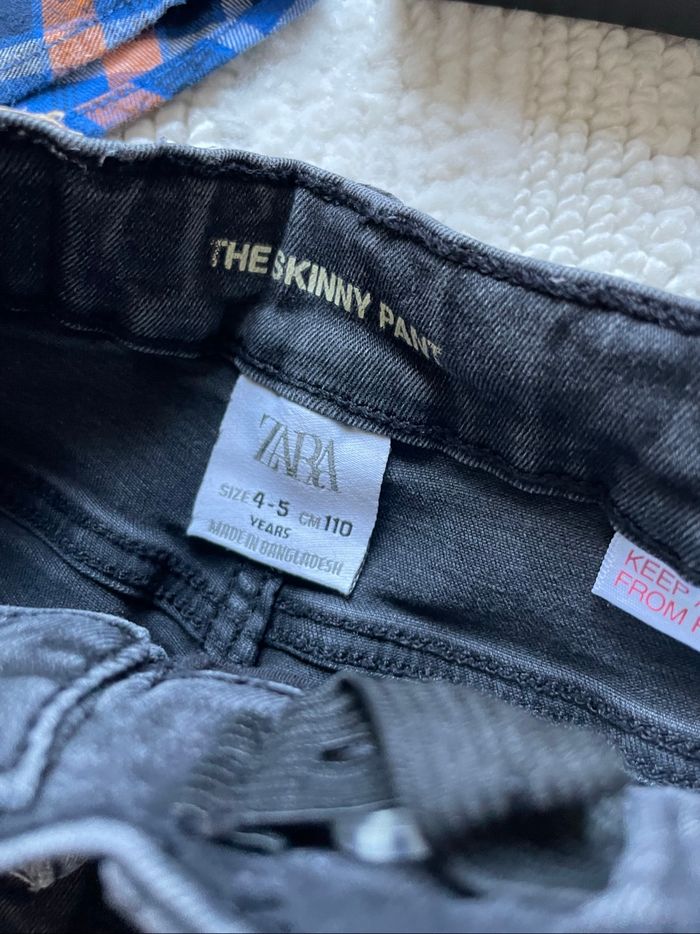 THE SKINNY PANT
ZARA
SIZE 4-5 CM 110
YEARS
MADE IN BANGLADESH
KEEP
FROM